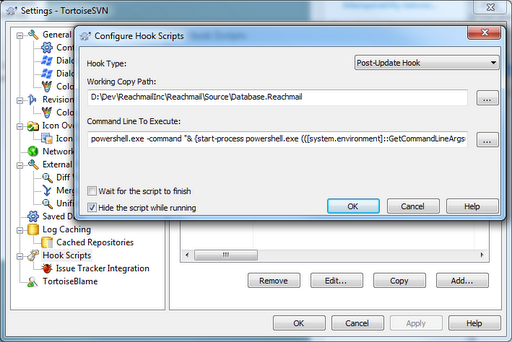 Settings - TortoiseSVN
General
Dialo
Dialo
Colo
Revision
Colo
Icon Over
Icon
Network
External
Diff
Merg
Unifi
Saved Da
Log Caching
Cached Repositories
Hook Scripts
Issue Tracker Integration
TortoiseBlame
Configure Hook Scripts
Hook Type:
Post-Update Hook
Working Copy Path:
D:\Dev\ReachmailInc\Reachmail\Source\Database.Reachmail
...
Command Line To Execute:
powershell.exe -command "& {start-process powershell.exe (([system.environment]::GetCommandLineArgs
...
Wait for the script to finish
Hide the script while running
OK
Cancel
Help
Remove
Edit...
Copy
Add...
OK
Cancel
Apply
Help